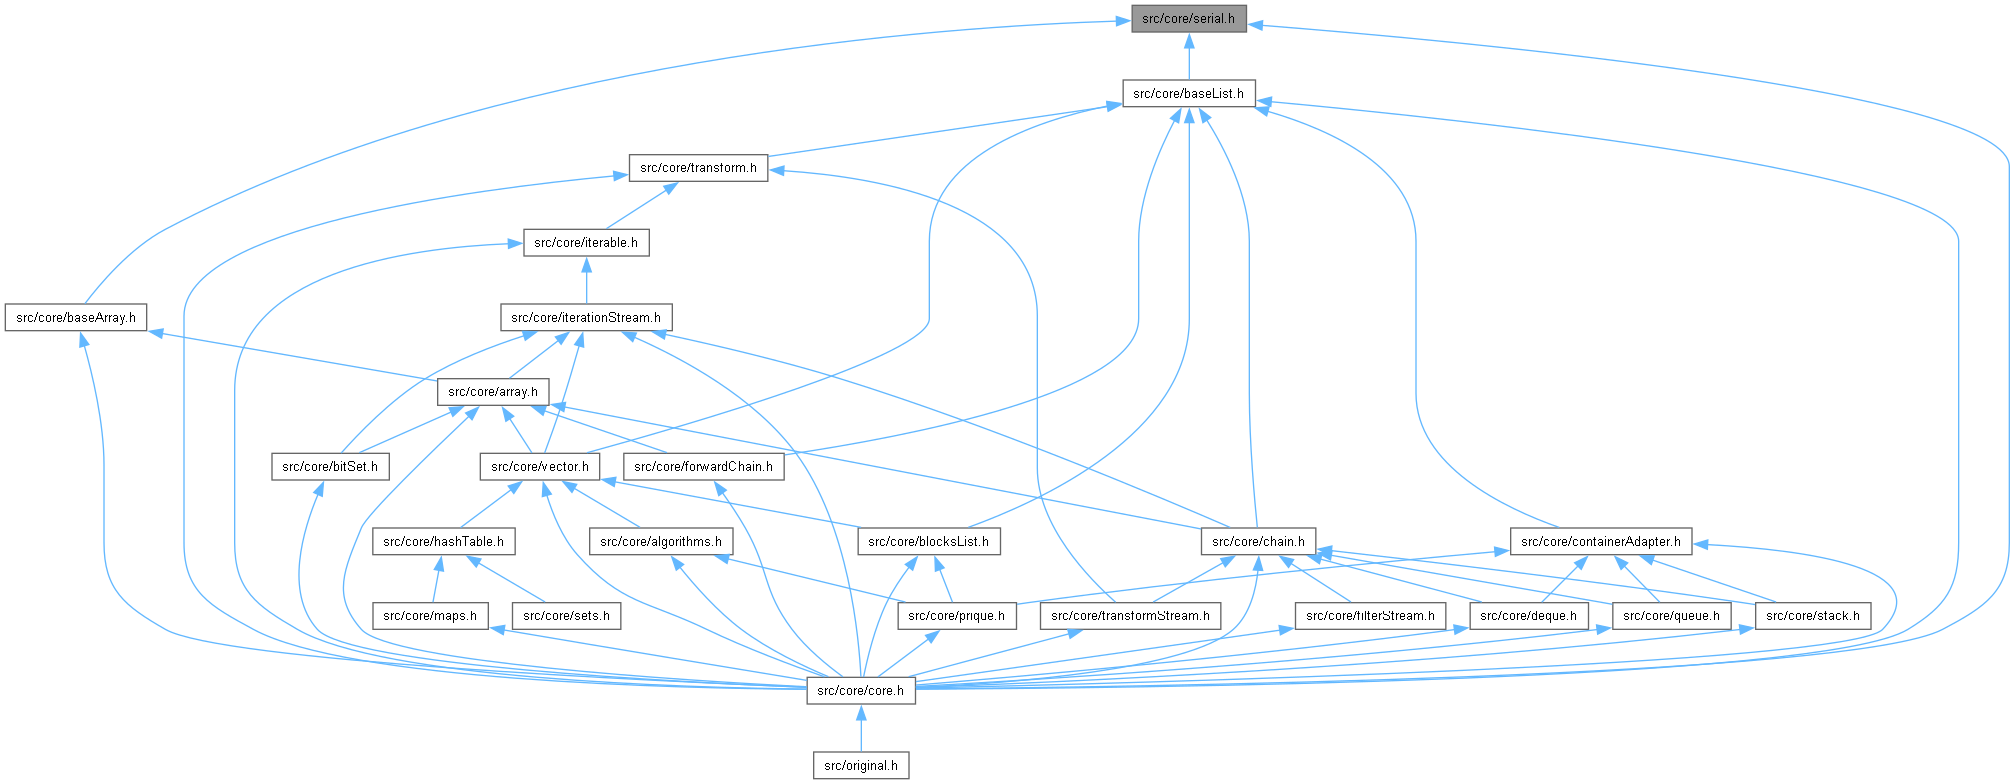 src/core/serial.h
src/core/baseList.h
src/core/transform.h
src/core/iterable.h
src/core/baseArray.h
src/core/iterationStream.h
src/core/array.h
src/core/bitSet.h
src/core/vector.h
src/core/forwardChain.h
src/core/hashTable.h
src/core/algorithms.h
src/core/blocksList.h
src/core/chain.h
src/core/containerAdapter.h
src/core/maps.h
src/core/sets.h
src/core/prique.h
src/core/transformStream.h
src/core/filterStream.h
src/core/deque.h
src/core/queue.h
src/core/stack.h
src/core/core.h
src/original.h